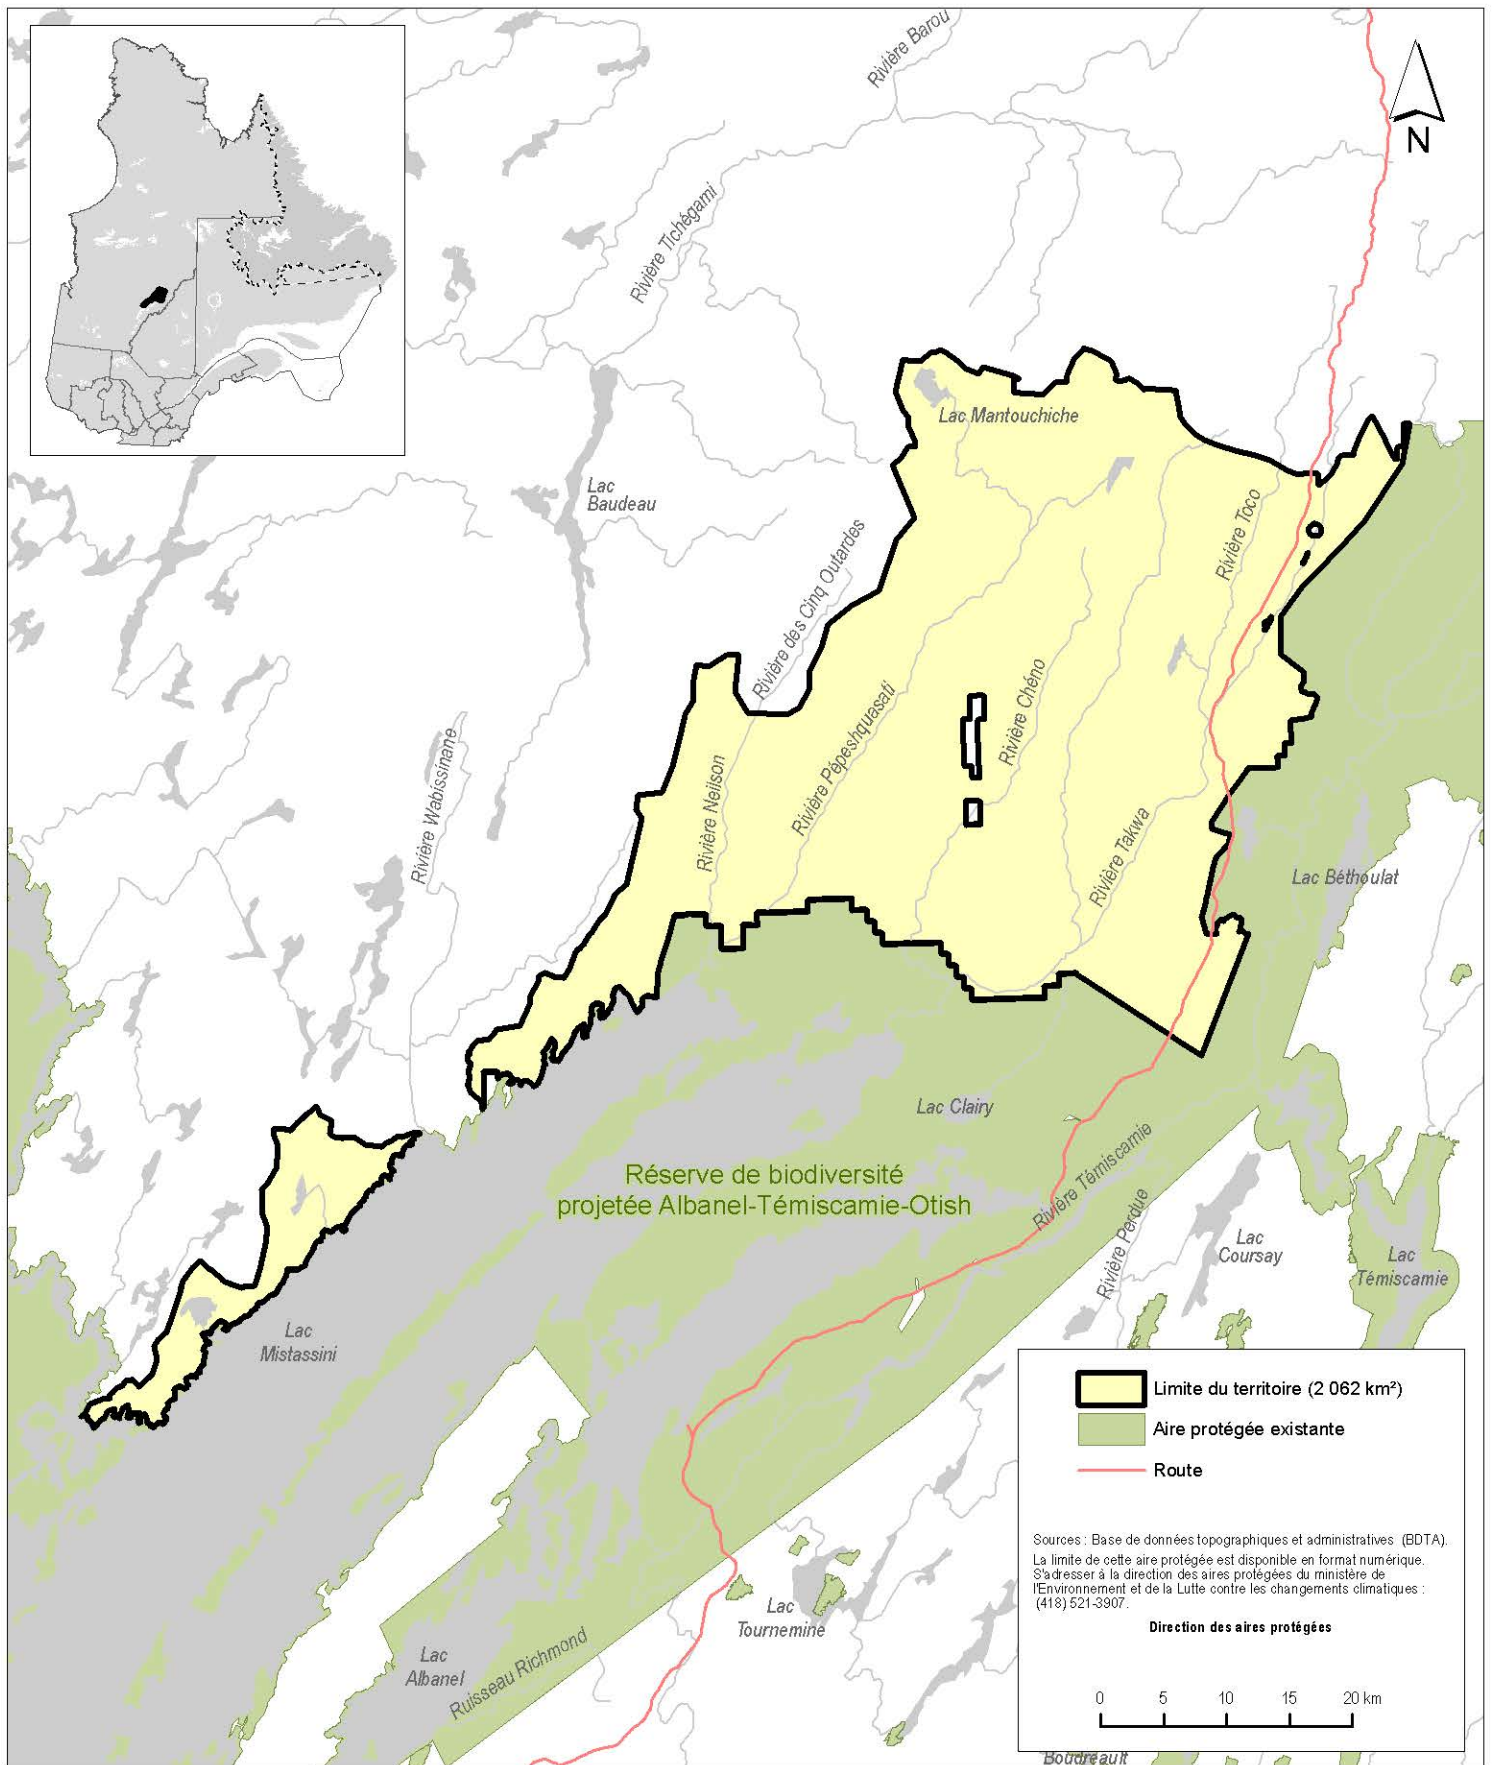 Rivière Barou
N
Rivière Tichégami
Lac Mantouchiche
Lac
Baudeau
Rivière Toco
Rivière des Cinq Outardes
Rivière Chéno
Rivière Pépeshquasati
Rivière Wabissinane
Rivière Neilson
Rivière Takwa
Lac Béthoulat
Lac Clairy
Réserve de biodiversité
projetée Albanel-Témiscamie-Otish
Rivière Témiscamie
Rivière Perdue
Lac
Coursay
Lac
Témiscamie
Lac
Mistassini
Lac
Tournemine
Lac
Albanel
Ruisseau Richmond
Limite du territoire (2 062 km²)
Aire protégée existante
Route
Sources : Base de données topographiques et administratives (BDTA).
La limite de cette aire protégée est disponible en format numérique.
S'adresser à la direction des aires protégées du ministère de
l'Environnement et de la Lutte contre les changements climatiques :
(418) 521-3907.
Direction des aires protégées
0 5 10 15 20 km
Boudreault